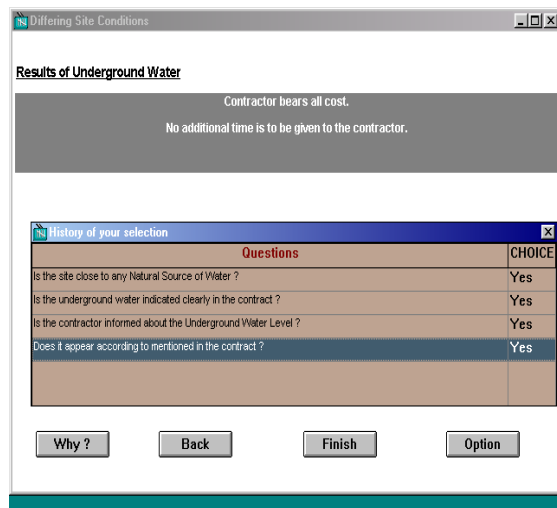 Differing Site Conditions
Results of Underground Water
Contractor bears all cost.
No additional time is to be given to the contractor.
History of your selection
Questions CHOICE
Is the site close to any Natural Source of Water ? Yes
Is the underground water indicated clearly in the contract ? Yes
Is the contractor informed about the Underground Water Level ? Yes
Does it appear according to mentioned in the contract ? Yes
Why ? Back Finish Option